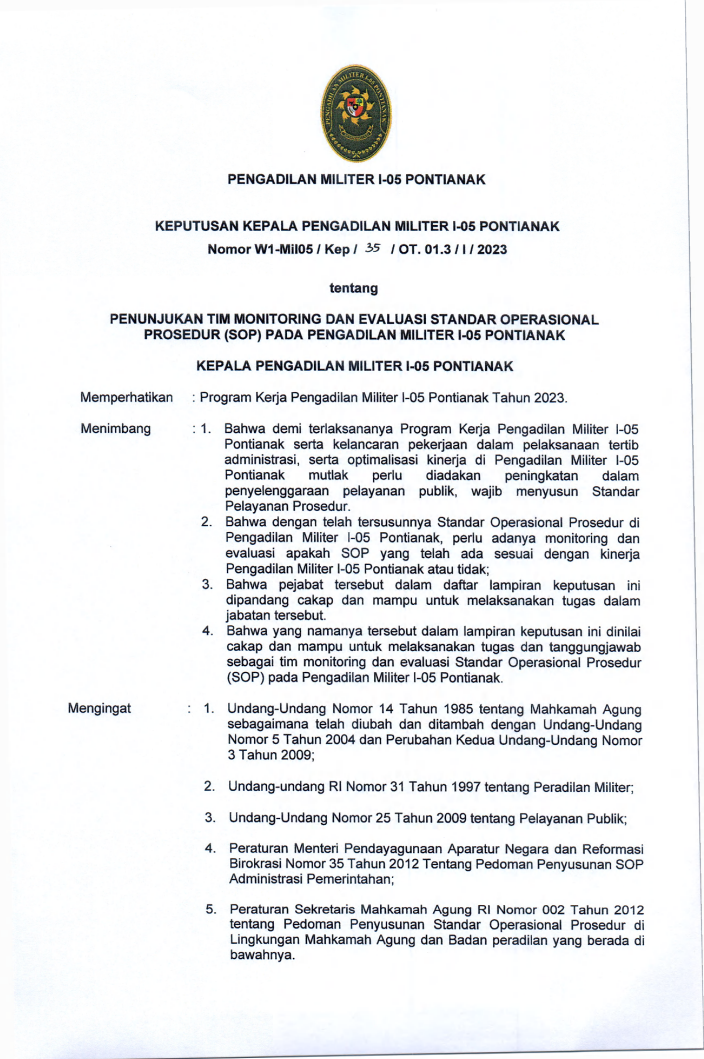 PENGADILAN MILITER I-05 PONTIANAK
PENGADILAN MILITER I-05 PONTIANAK
KEPUTUSAN KEPALA PENGADILAN MILITER I-05 PONTIANAK
Nomor W1-Mil05 / Kep / 35 / OT. 01.3 / I / 2023
tentang
PENUNJUKAN TIM MONITORING DAN EVALUASI STANDAR OPERASIONAL
PROSEDUR (SOP) PADA PENGADILAN MILITER I-05 PONTIANAK
KEPALA PENGADILAN MILITER I-05 PONTIANAK
Memperhatikan : Program Kerja Pengadilan Militer I-05 Pontianak Tahun 2023.
Menimbang : 1. Bahwa demi terlaksananya Program Kerja Pengadilan Militer I-05
Pontianak serta kelancaran pekerjaan dalam pelaksanaan tertib
administrasi, serta optimalisasi kinerja di Pengadilan Militer I-05
Pontianak mutlak perlu diadakan peningkatan dalam
penyelenggaraan pelayanan publik, wajib menyusun Standar
Pelayanan Prosedur.
2. Bahwa dengan telah tersusunnya Standar Operasional Prosedur di
Pengadilan Militer I-05 Pontianak, perlu adanya monitoring dan
evaluasi apakah SOP yang telah ada sesuai dengan kinerja
Pengadilan Militer I-05 Pontianak atau tidak;
3. Bahwa pejabat tersebut dalam daftar lampiran keputusan ini
dipandang cakap dan mampu untuk melaksanakan tugas dalam
jabatan tersebut.
4. Bahwa yang namanya tersebut dalam lampiran keputusan ini dinilai
cakap dan mampu untuk melaksanakan tugas dan tanggungjawab
sebagai tim monitoring dan evaluasi Standar Operasional Prosedur
(SOP) pada Pengadilan Militer I-05 Pontianak.
Mengingat : 1. Undang-Undang Nomor 14 Tahun 1985 tentang Mahkamah Agung
sebagaimana telah diubah dan ditambah dengan Undang-Undang
Nomor 5 Tahun 2004 dan Perubahan Kedua Undang-Undang Nomor
3 Tahun 2009;
2. Undang-undang RI Nomor 31 Tahun 1997 tentang Peradilan Militer;
3. Undang-Undang Nomor 25 Tahun 2009 tentang Pelayanan Publik;
4. Peraturan Menteri Pendayagunaan Aparatur Negara dan Reformasi
Birokrasi Nomor 35 Tahun 2012 Tentang Pedoman Penyusunan SOP
Administrasi Pemerintahan;
5. Peraturan Sekretaris Mahkamah Agung RI Nomor 002 Tahun 2012
tentang Pedoman Penyusunan Standar Operasional Prosedur di
Lingkungan Mahkamah Agung dan Badan peradilan yang berada di
bawahnya.